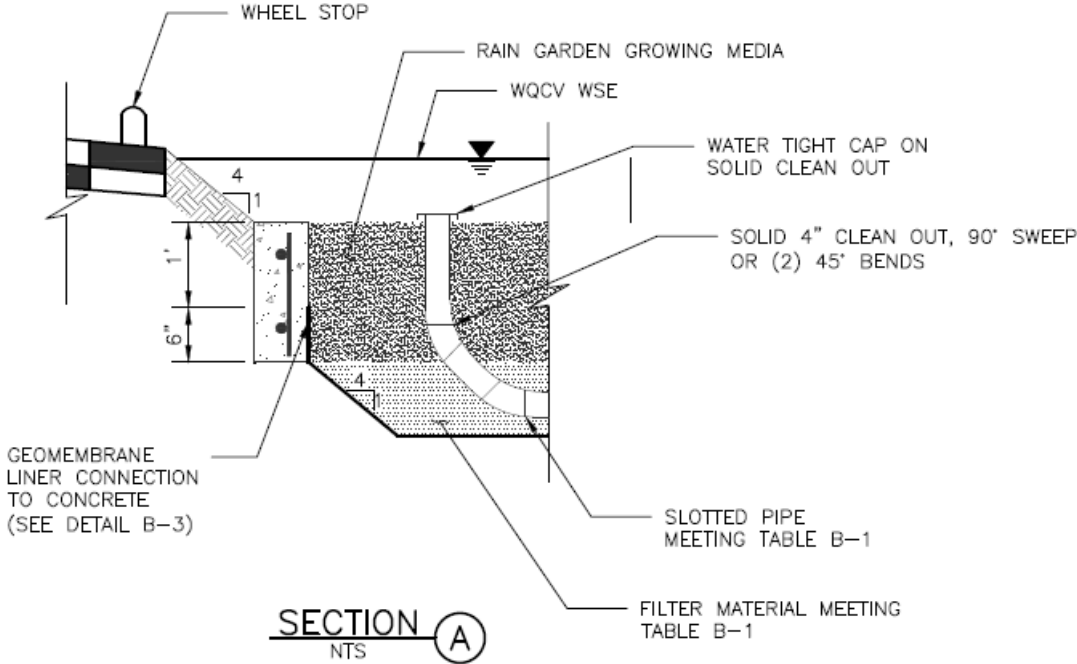 WHEEL STOP
RAIN GARDEN GROWING MEDIA
WQCV WSE
WATER TIGHT CAP ON
SOLID CLEAN OUT
4
1
SOLID 4" CLEAN OUT, 90° SWEEP
OR (2) 45° BENDS
1'
6"
4
1
GEOMEMBRANE
LINER CONNECTION
TO CONCRETE
(SEE DETAIL B-3)
SLOTTED PIPE
MEETING TABLE B-1
FILTER MATERIAL MEETING
TABLE B-1
SECTION
NTS
A